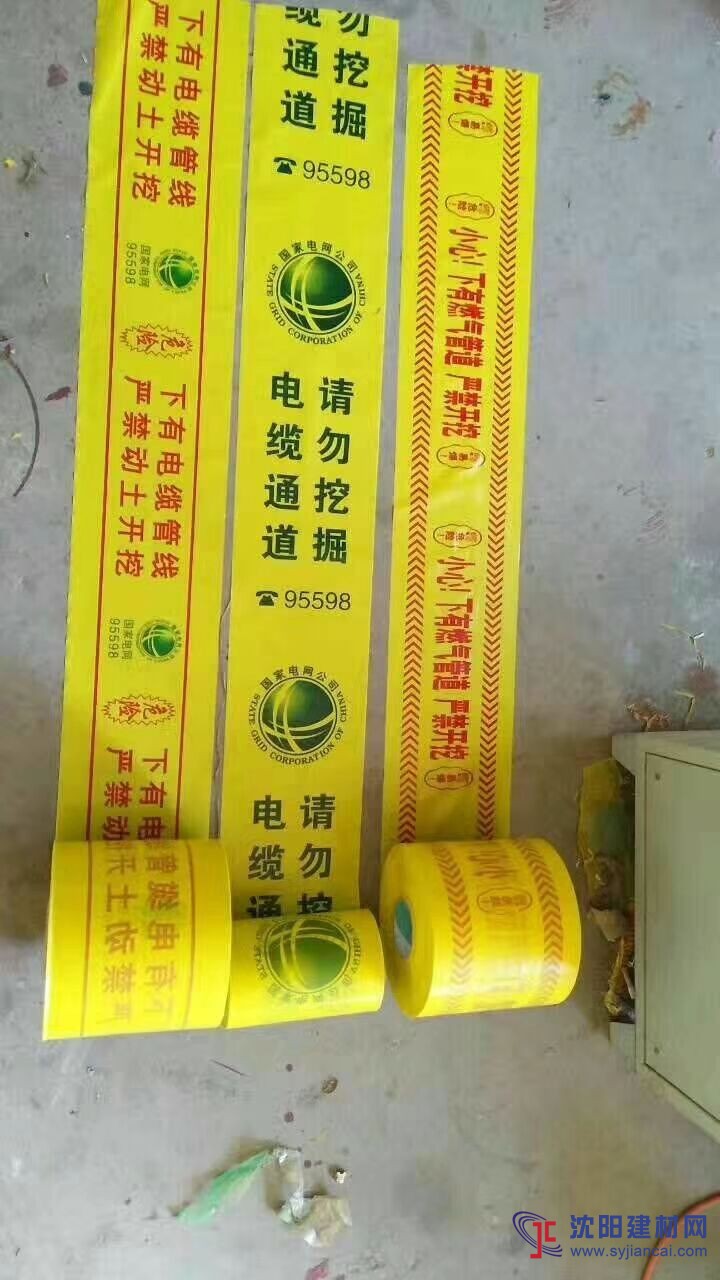 下有电缆管线
严禁动土开挖
国家电网
95598
危险
下有电缆管线
严禁动土开挖
国家电网
95598
危险
下有电
严禁动
勿挖掘
缆通道
☎95598
国家电网公司
STATE GRID CORPORATION OF CHINA
请勿挖掘
电缆通道
☎95598
国家电网公司
STATE GRID CORPORATION OF CHINA
请勿挖
电缆通
禁开挖
小心! 下有燃气管道 严禁开挖
小心! 下有燃气管道 严禁开挖
沈阳建材网
www.syjiancai.com